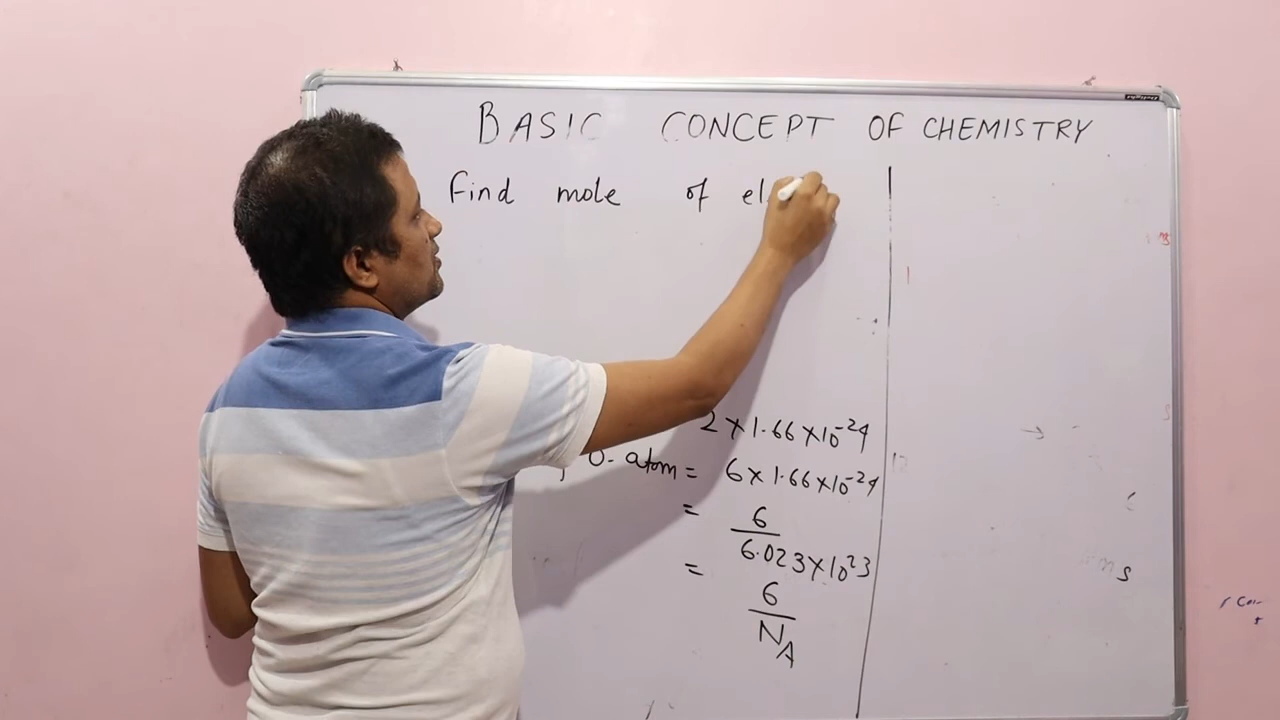 BASIC CONCEPT OF CHEMISTRY
Find mole of el
2 × 1.66 × 10⁻²⁴
O- atom = 6 × 1.66 × 10⁻²⁴
= 6 / 6.023 × 10²³
= 6 / N_A